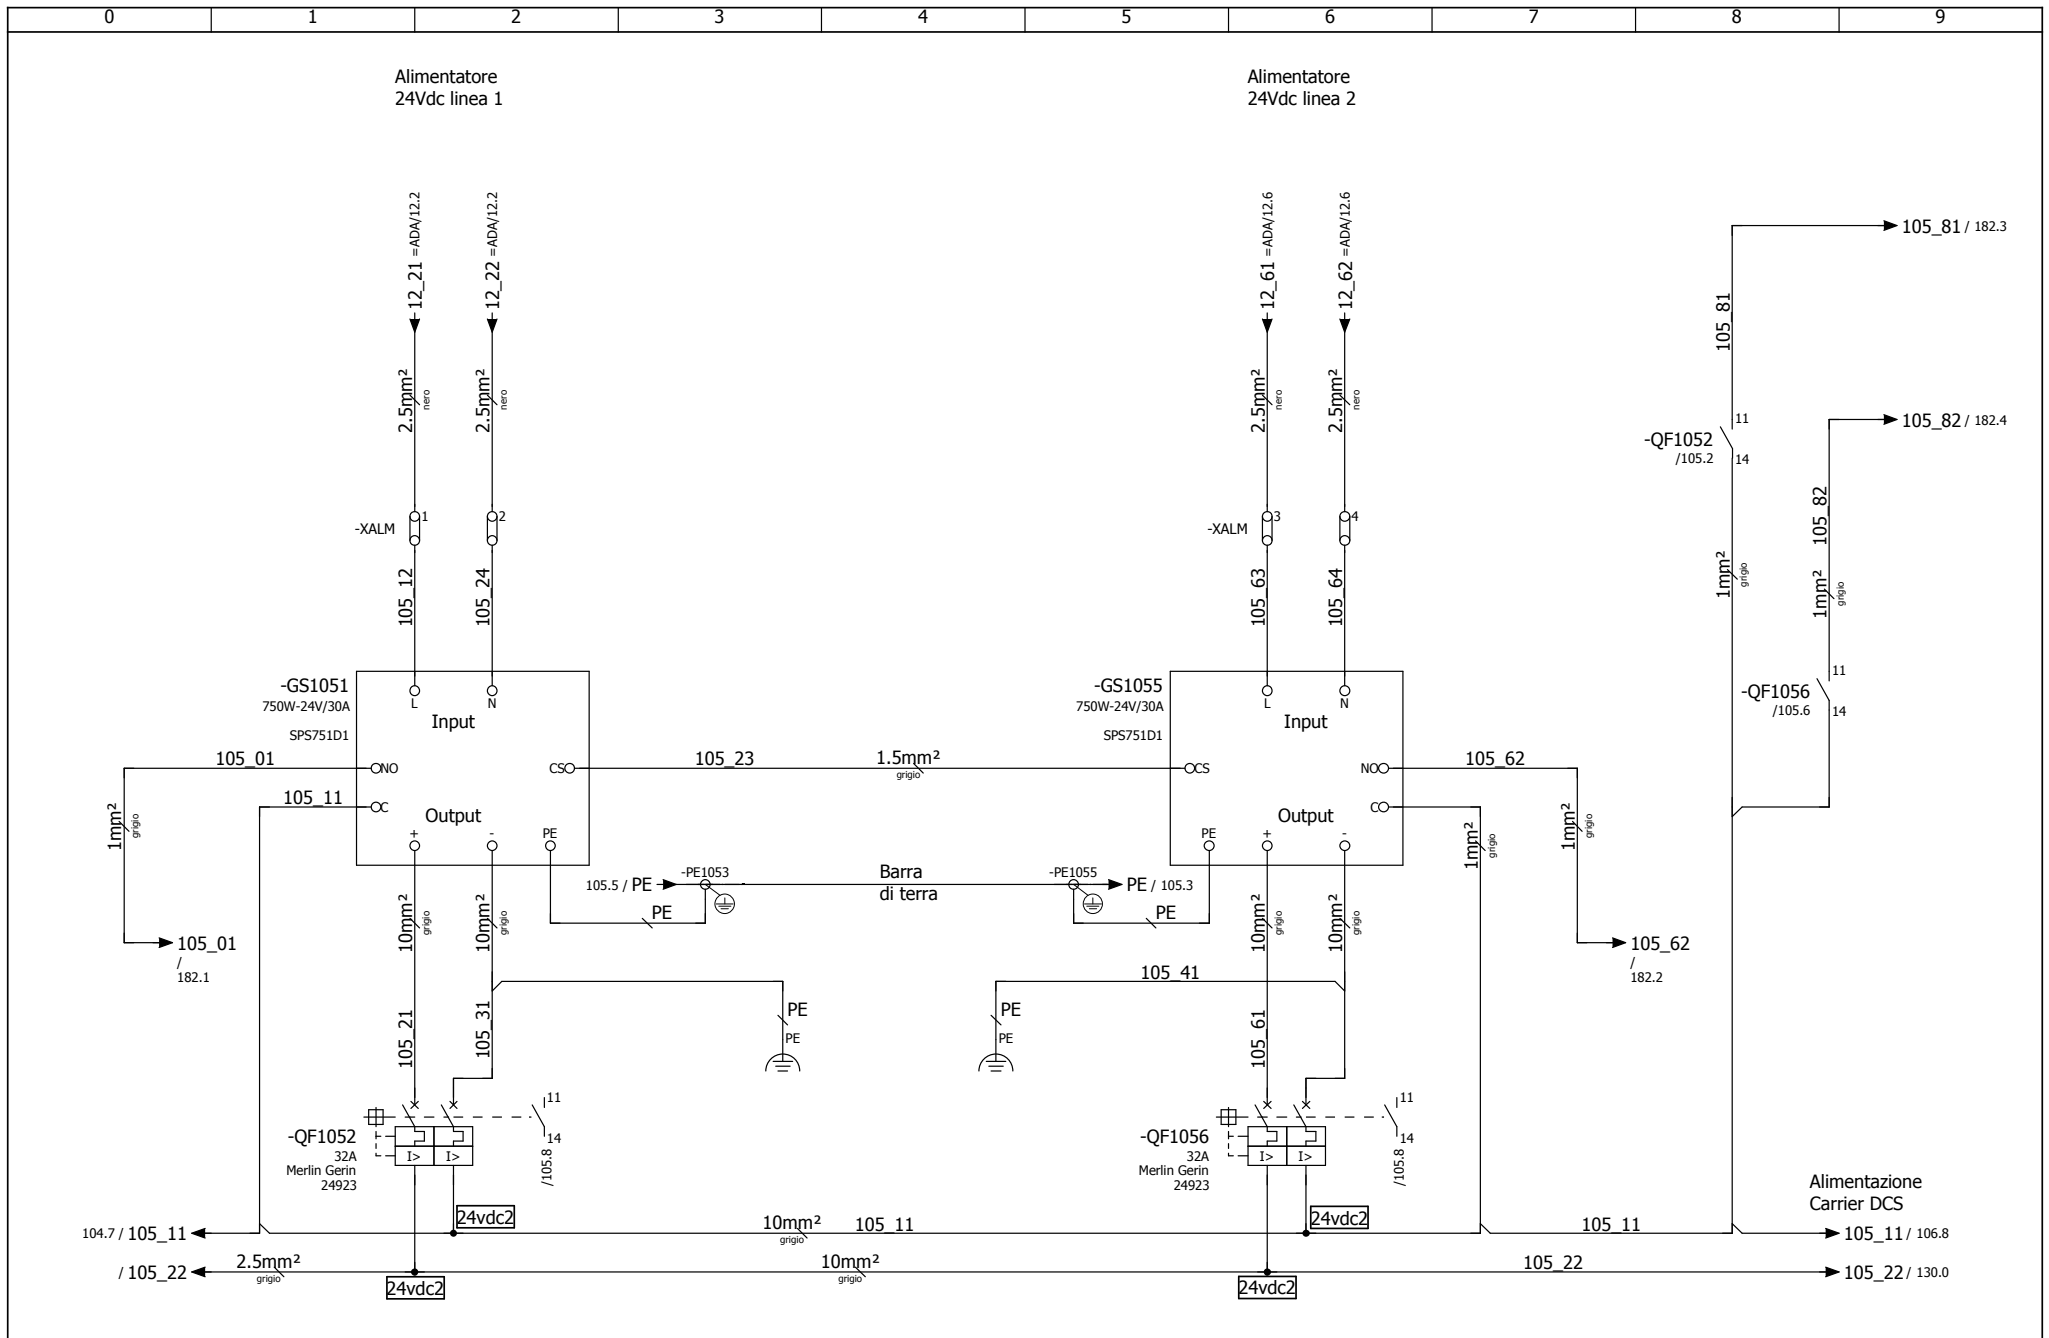 0 1 2 3 4 5 6 7 8 9
Alimentatore
24Vdc linea 1
Alimentatore
24Vdc linea 2
12_21 =ADA/12.2
12_22 =ADA/12.2
12_61 =ADA/12.6
12_62 =ADA/12.6
105_81 / 182.3
105_81
2.5mm² nero
2.5mm² nero
2.5mm² nero
2.5mm² nero
105_82 / 182.4
11
-QF1052
/105.2
14
-XALM
1
2
-XALM
3
4
105_82
105_12
105_24
105_63
105_64
1mm² grigio
1mm² grigio
-GS1051
750W-24V/30A
SPS751D1
L
N
Input
NO
CS
C
Output
+
-
PE
-GS1055
750W-24V/30A
SPS751D1
L
N
Input
CS
NO
C
Output
PE
+
-
11
-QF1056
/105.6
14
105_01
105_11
105_23
1.5mm²
grigio
105_62
1mm² grigio
1mm² grigio
1mm² grigio
105.5 / PE
-PE1053
Barra
di terra
-PE1055
PE / 105.3
PE
PE
10mm² grigio
10mm² grigio
10mm² grigio
10mm² grigio
105_01
/
182.1
105_62
/
182.2
105_41
105_21
105_31
PE
PE
PE
PE
105_61
-QF1052
32A
Merlin Gerin
24923
I>
I>
11
14
/105.8
-QF1056
32A
Merlin Gerin
24923
I>
I>
11
14
/105.8
Alimentazione
Carrier DCS
24vdc2
24vdc2
104.7 / 105_11
10mm²
grigio
105_11
105_11
105_11 / 106.8
/ 105_22
2.5mm²
grigio
10mm²
grigio
105_22
105_22 / 130.0
24vdc2
24vdc2